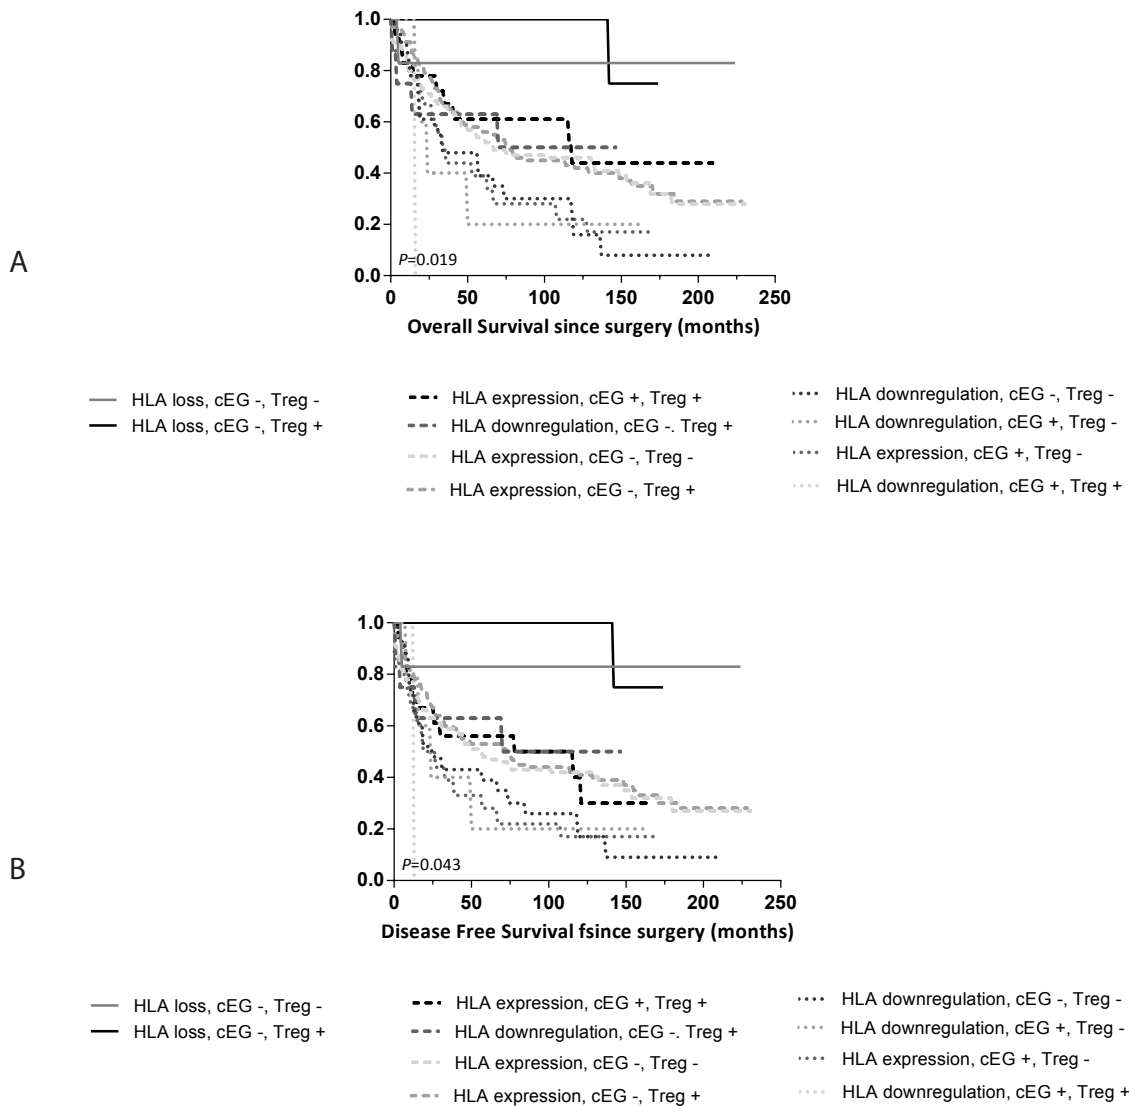 1.0
0.8
0.6
0.4
0.2
0.0
P=0.019
0 50 100 150 200 250
Overall Survival since surgery (months)
A
HLA loss, cEG -, Treg -
HLA loss, cEG -, Treg +
HLA expression, cEG +, Treg +
HLA downregulation, cEG -. Treg +
HLA expression, cEG -, Treg -
HLA expression, cEG -, Treg +
HLA downregulation, cEG -, Treg -
HLA downregulation, cEG +, Treg -
HLA expression, cEG +, Treg -
HLA downregulation, cEG +, Treg +
1.0
0.8
0.6
0.4
0.2
0.0
P=0.043
0 50 100 150 200 250
Disease Free Survival fsince surgery (months)
B
HLA loss, cEG -, Treg -
HLA loss, cEG -, Treg +
HLA expression, cEG +, Treg +
HLA downregulation, cEG -. Treg +
HLA expression, cEG -, Treg -
HLA expression, cEG -, Treg +
HLA downregulation, cEG -, Treg -
HLA downregulation, cEG +, Treg -
HLA expression, cEG +, Treg -
HLA downregulation, cEG +, Treg +